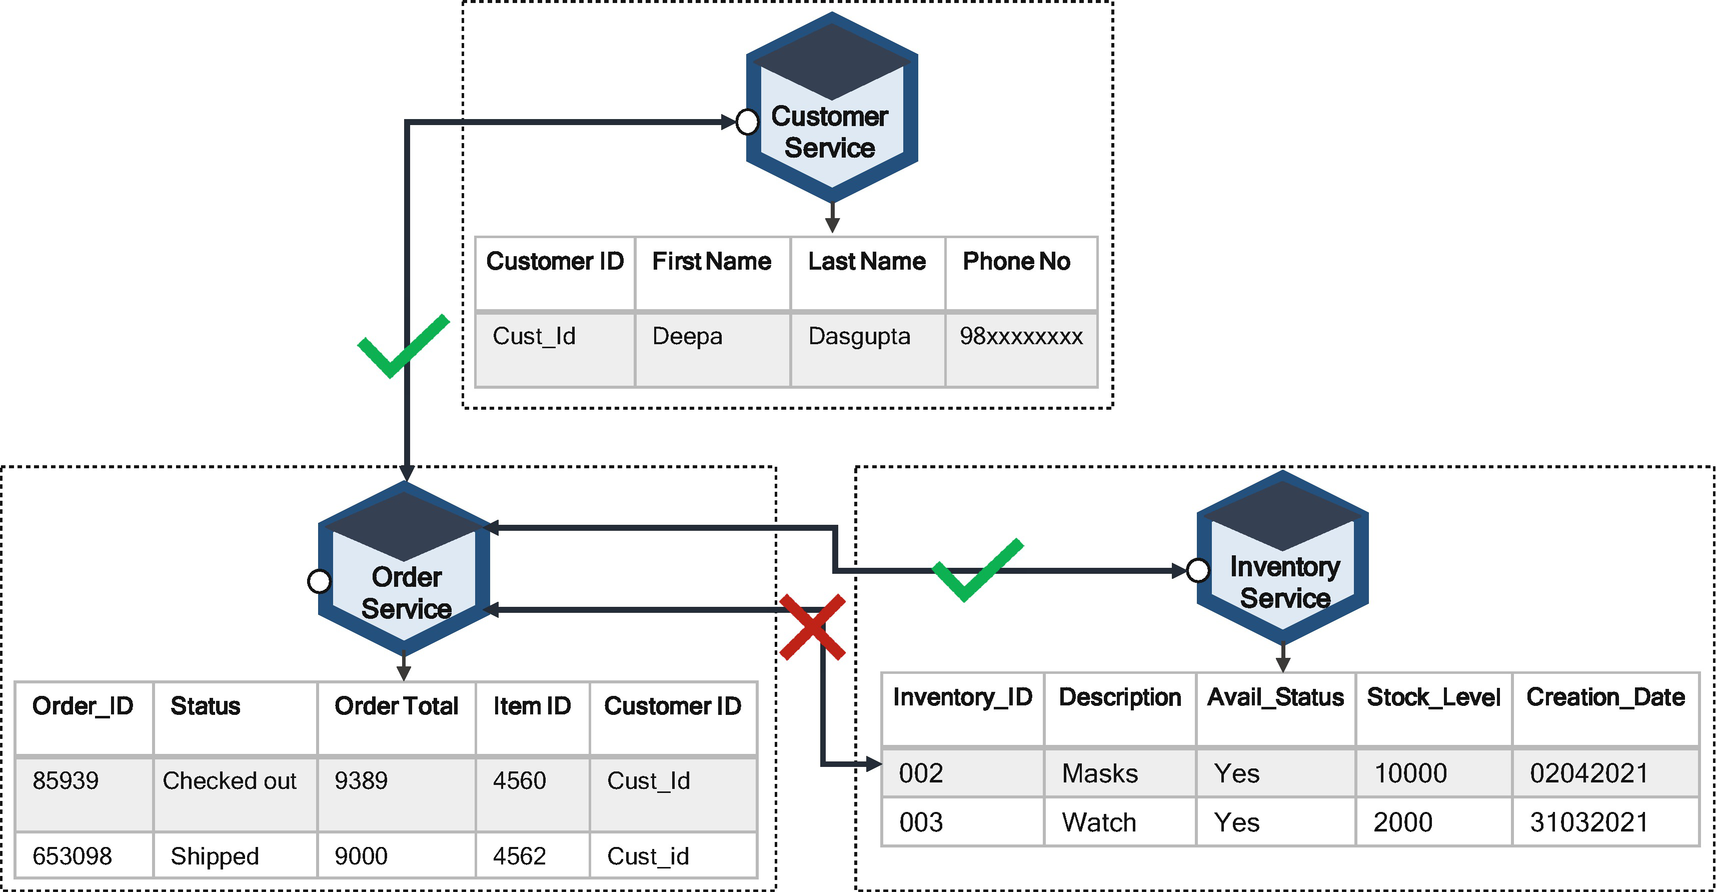 Customer
Service
Customer ID First Name Last Name Phone No
Cust_Id Deepa Dasgupta 98xxxxxxxx
Order
Service
Order_ID Status Order Total Item ID Customer ID
85939 Checked out 9389 4560 Cust_Id
653098 Shipped 9000 4562 Cust_id
Inventory
Service
Inventory_ID Description Avail_Status Stock_Level Creation_Date
002 Masks Yes 10000 02042021
003 Watch Yes 2000 31032021